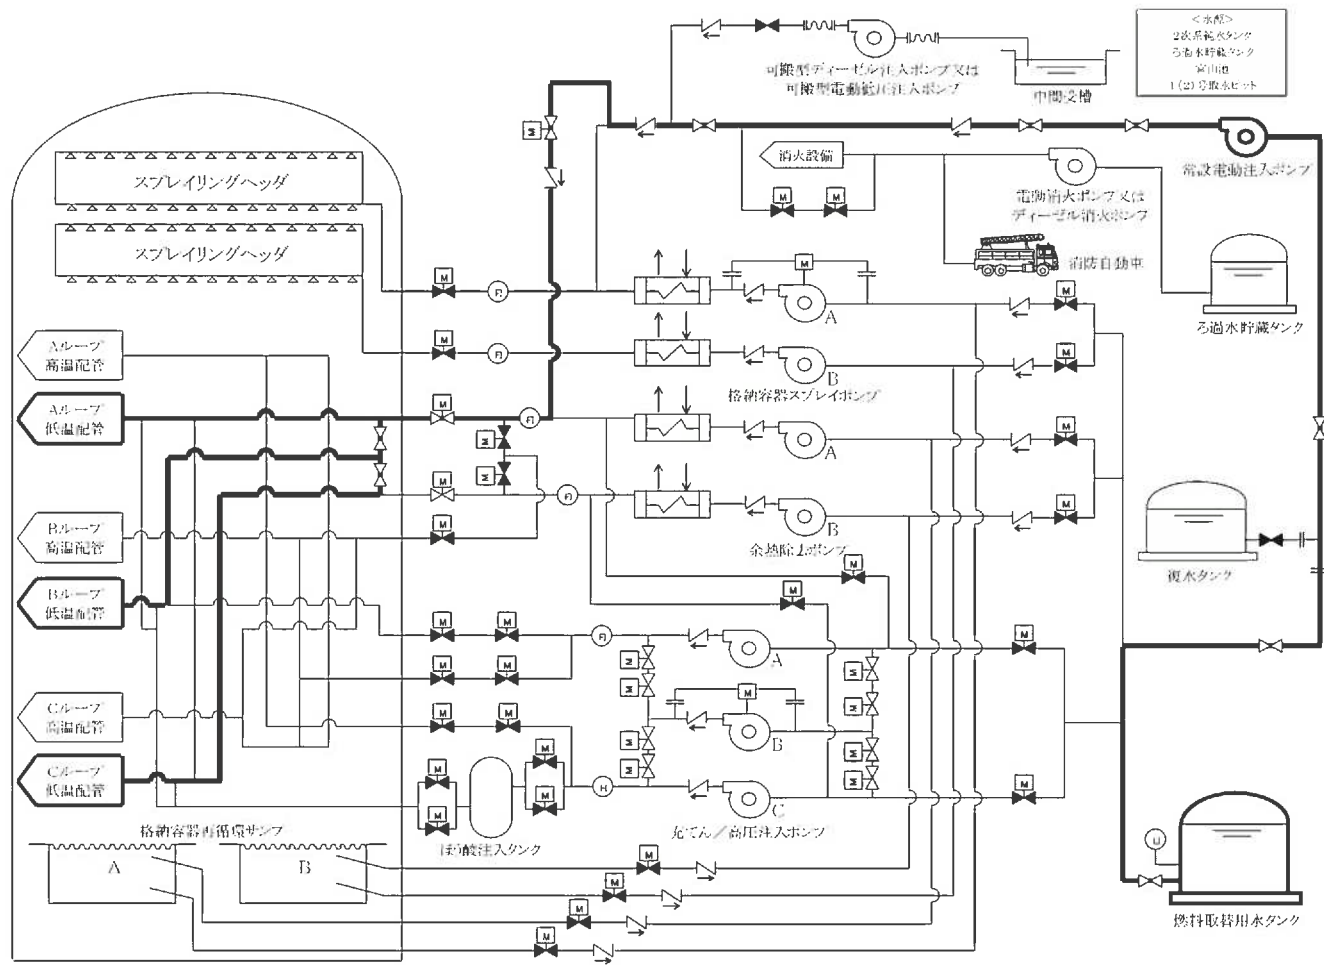 <水源>
2次系純水タンク
ろ過水貯蔵タンク
宮山池
1(2)号取水ピット
可搬型ディーゼル注入ポンプ又は
可搬型電動低圧注入ポンプ
中間受槽
消火設備
常設電動注入ポンプ
電動消火ポンプ又は
ディーゼル消火ポンプ
消防自動車
ろ過水貯蔵タンク
スプレイリングヘッダ
スプレイリングヘッダ
Aループ
高温配管
Aループ
低温配管
Bループ
高温配管
Bループ
低温配管
Cループ
高温配管
Cループ
低温配管
A
B
格納容器スプレイポンプ
A
B
余熱除去ポンプ
復水タンク
A
B
C
充てん/高圧注入ポンプ
ほう酸注入タンク
格納容器再循環サンプ
A
B
燃料取替用水タンク